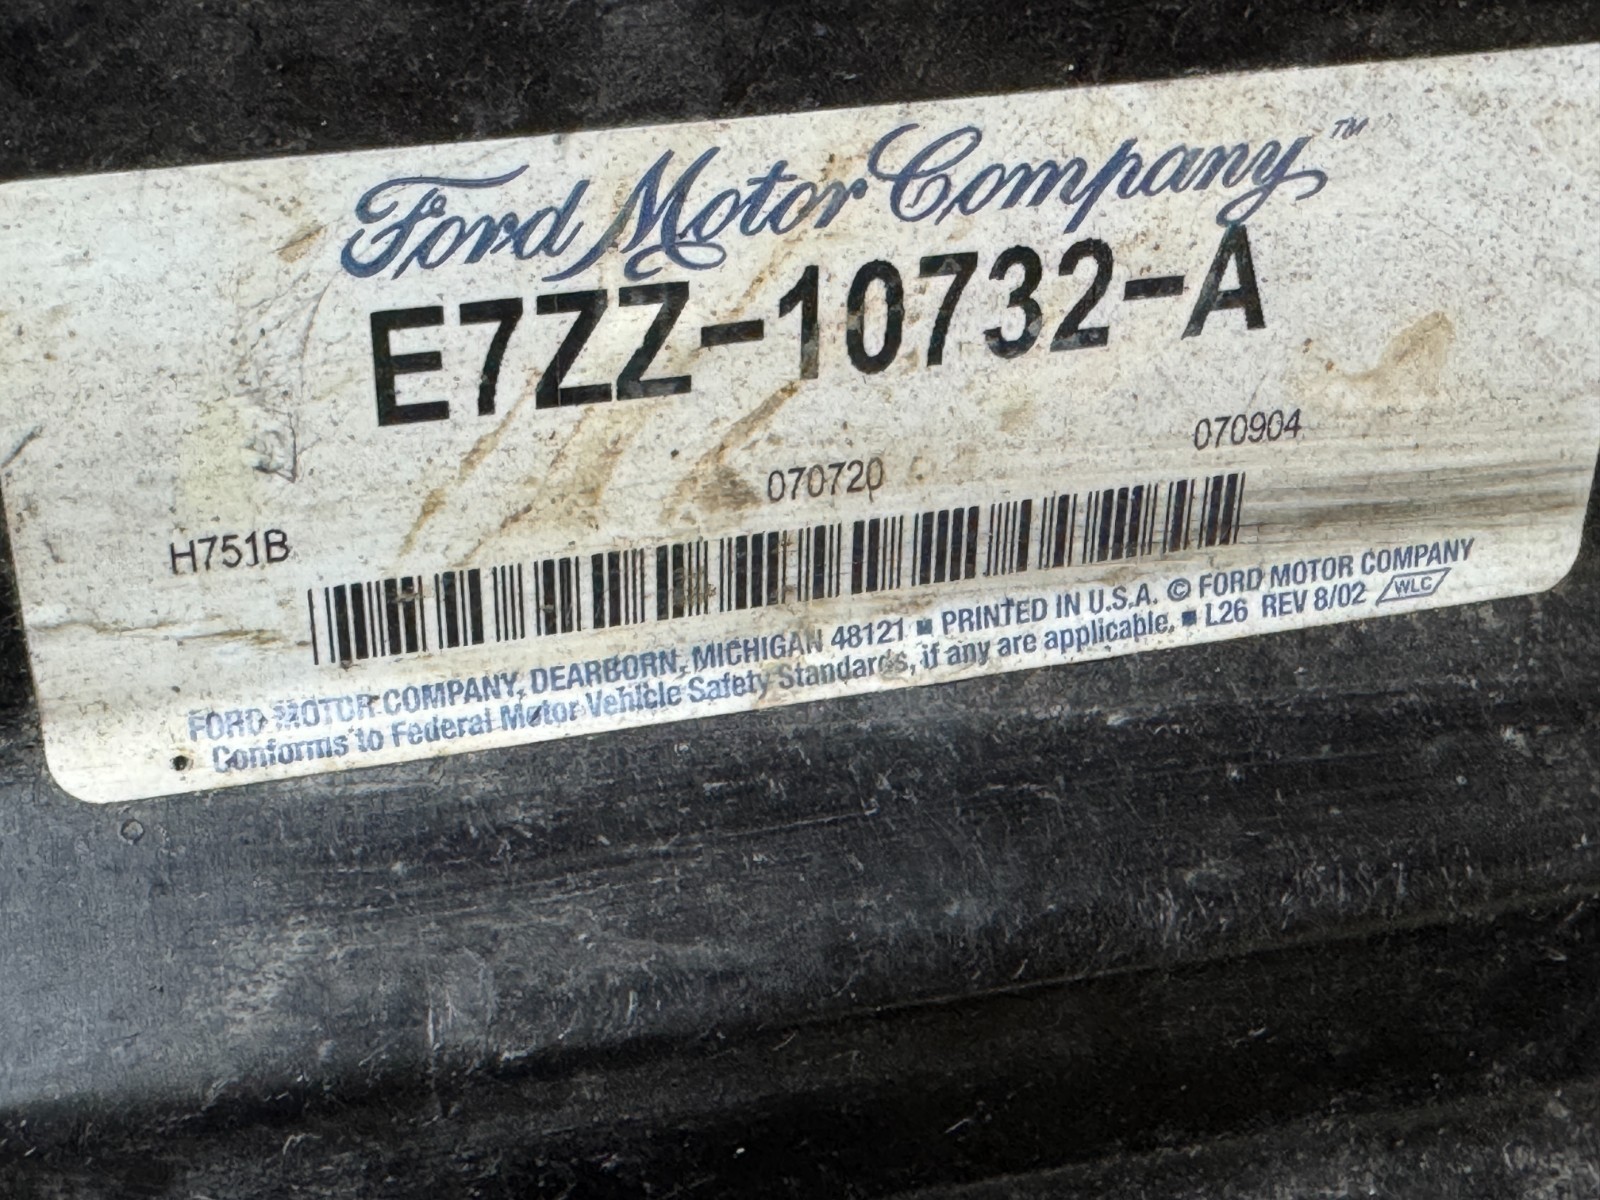 Ford Motor Company™
E7ZZ-10732-A
070904
070720
H751B
FORD MOTOR COMPANY, DEARBORN, MICHIGAN 48121 ■ PRINTED IN U.S.A. © FORD MOTOR COMPANY
Conforms to Federal Motor Vehicle Safety Standards, if any are applicable. ■ L26 REV 8/02 WLC